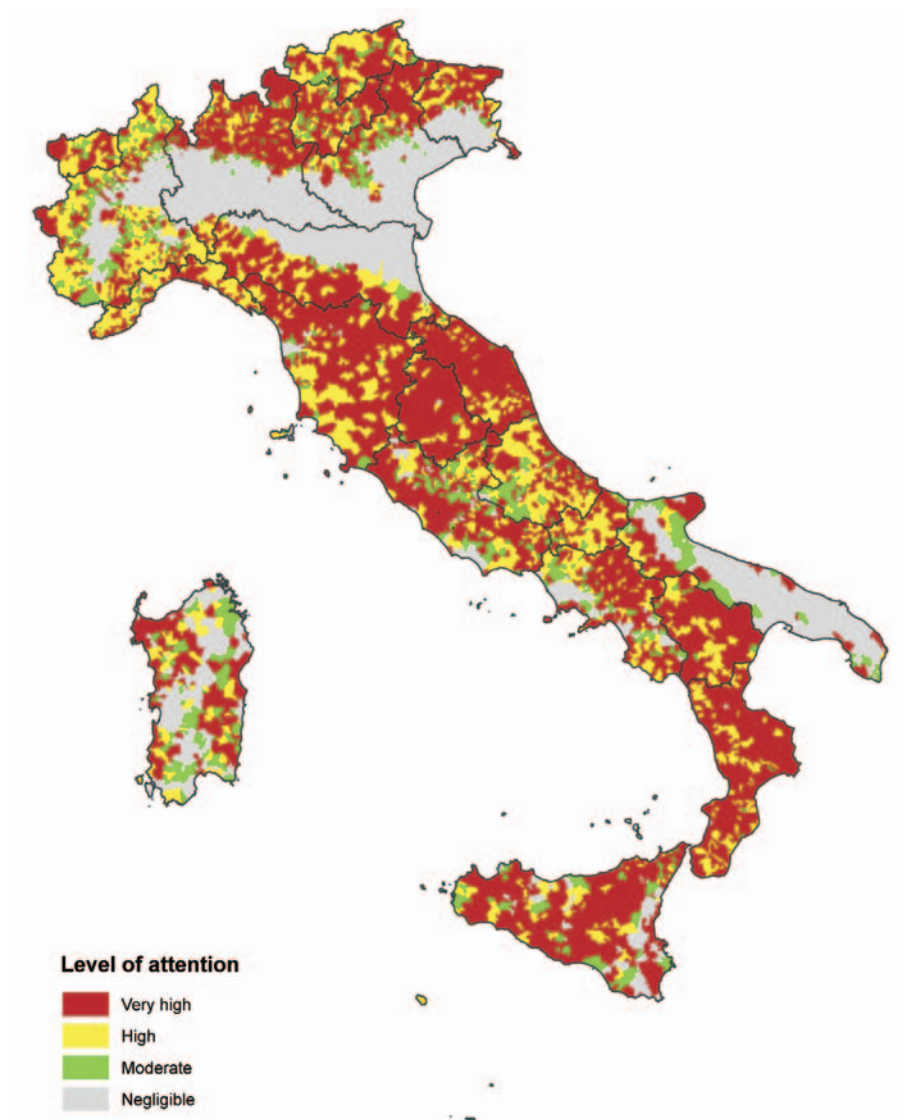 Level of attention
Very high
High
Moderate
Negligible